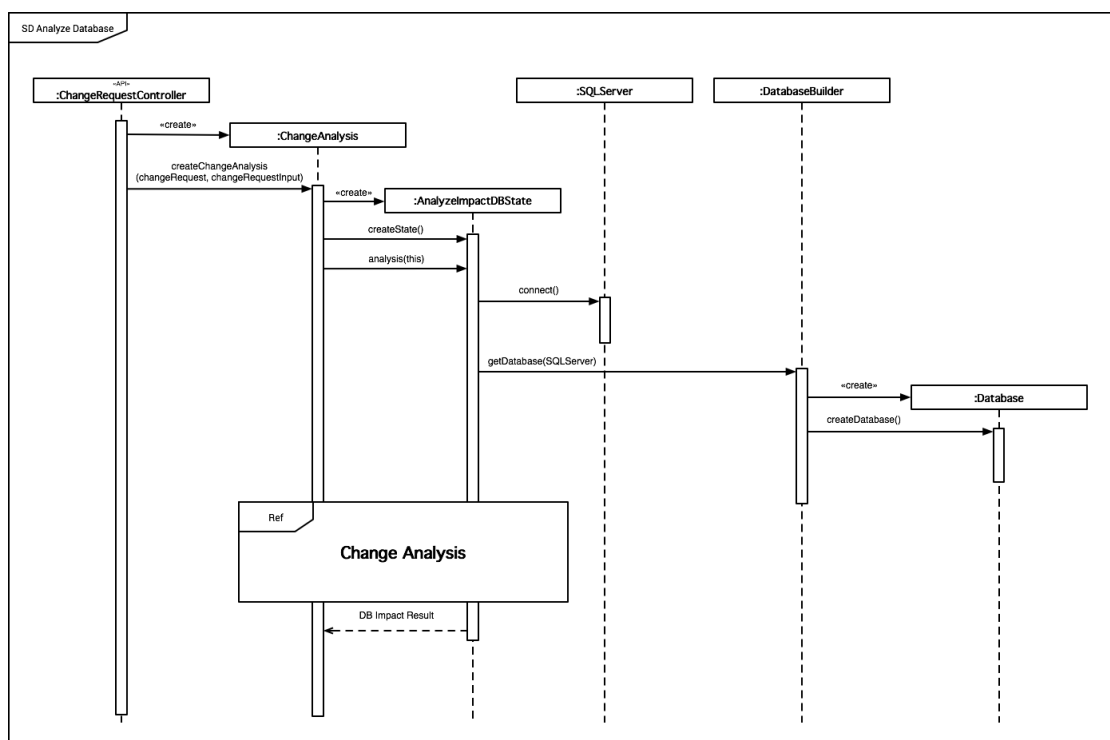 SD Analyze Database
«API»
:ChangeRequestController
:SQLServer
:DatabaseBuilder
«create»
:ChangeAnalysis
createChangeAnalysis
(changeRequest, changeRequestInput)
«create»
:AnalyzeImpactDBState
createState()
analysis(this)
connect()
getDatabase(SQLServer)
«create»
:Database
createDatabase()
Ref
Change Analysis
DB Impact Result